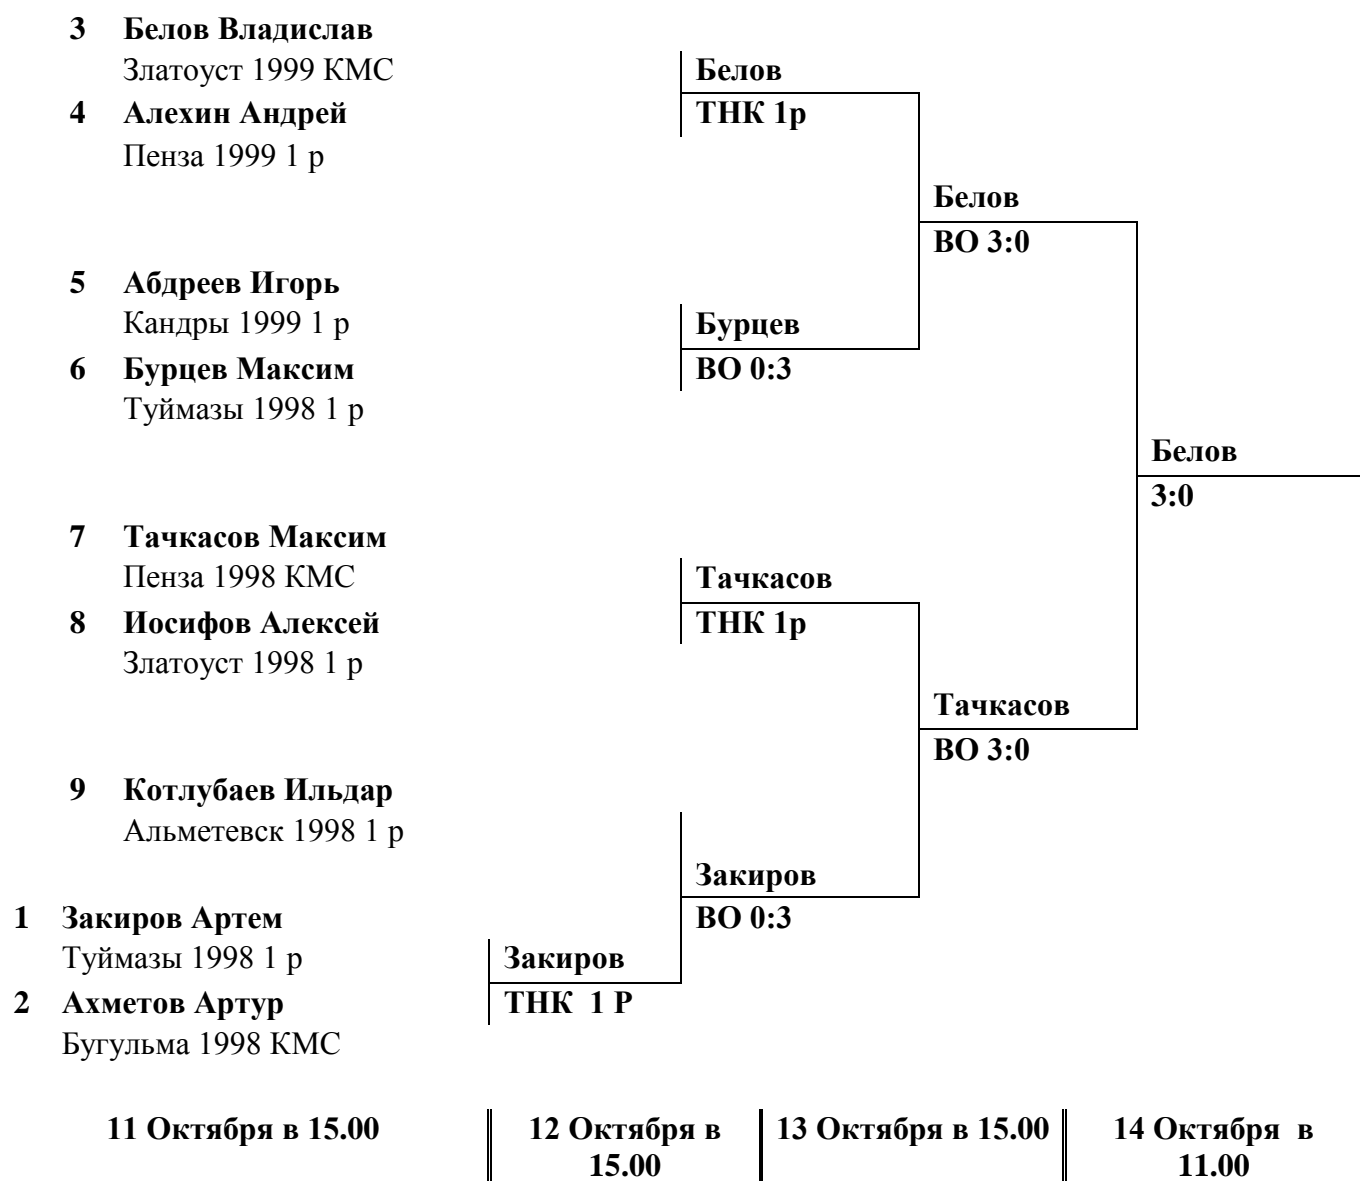 3 Белов Владислав
Златоуст 1999 КМС
Белов
4 Алехин Андрей
ТНК 1р
Пенза 1999 1 р
Белов
ВО 3:0
5 Абдреев Игорь
Кандры 1999 1 р
Бурцев
6 Бурцев Максим
ВО 0:3
Туймазы 1998 1 р
Белов
3:0
7 Тачкасов Максим
Пенза 1998 КМС
Тачкасов
8 Иосифов Алексей
ТНК 1р
Златоуст 1998 1 р
Тачкасов
ВО 3:0
9 Котлубаев Ильдар
Альметевск 1998 1 р
Закиров
1 Закиров Артем
ВО 0:3
Туймазы 1998 1 р
Закиров
2 Ахметов Артур
ТНК 1 Р
Бугульма 1998 КМС
11 Октября в 15.00
12 Октября в
15.00
13 Октября в 15.00
14 Октября в
11.00